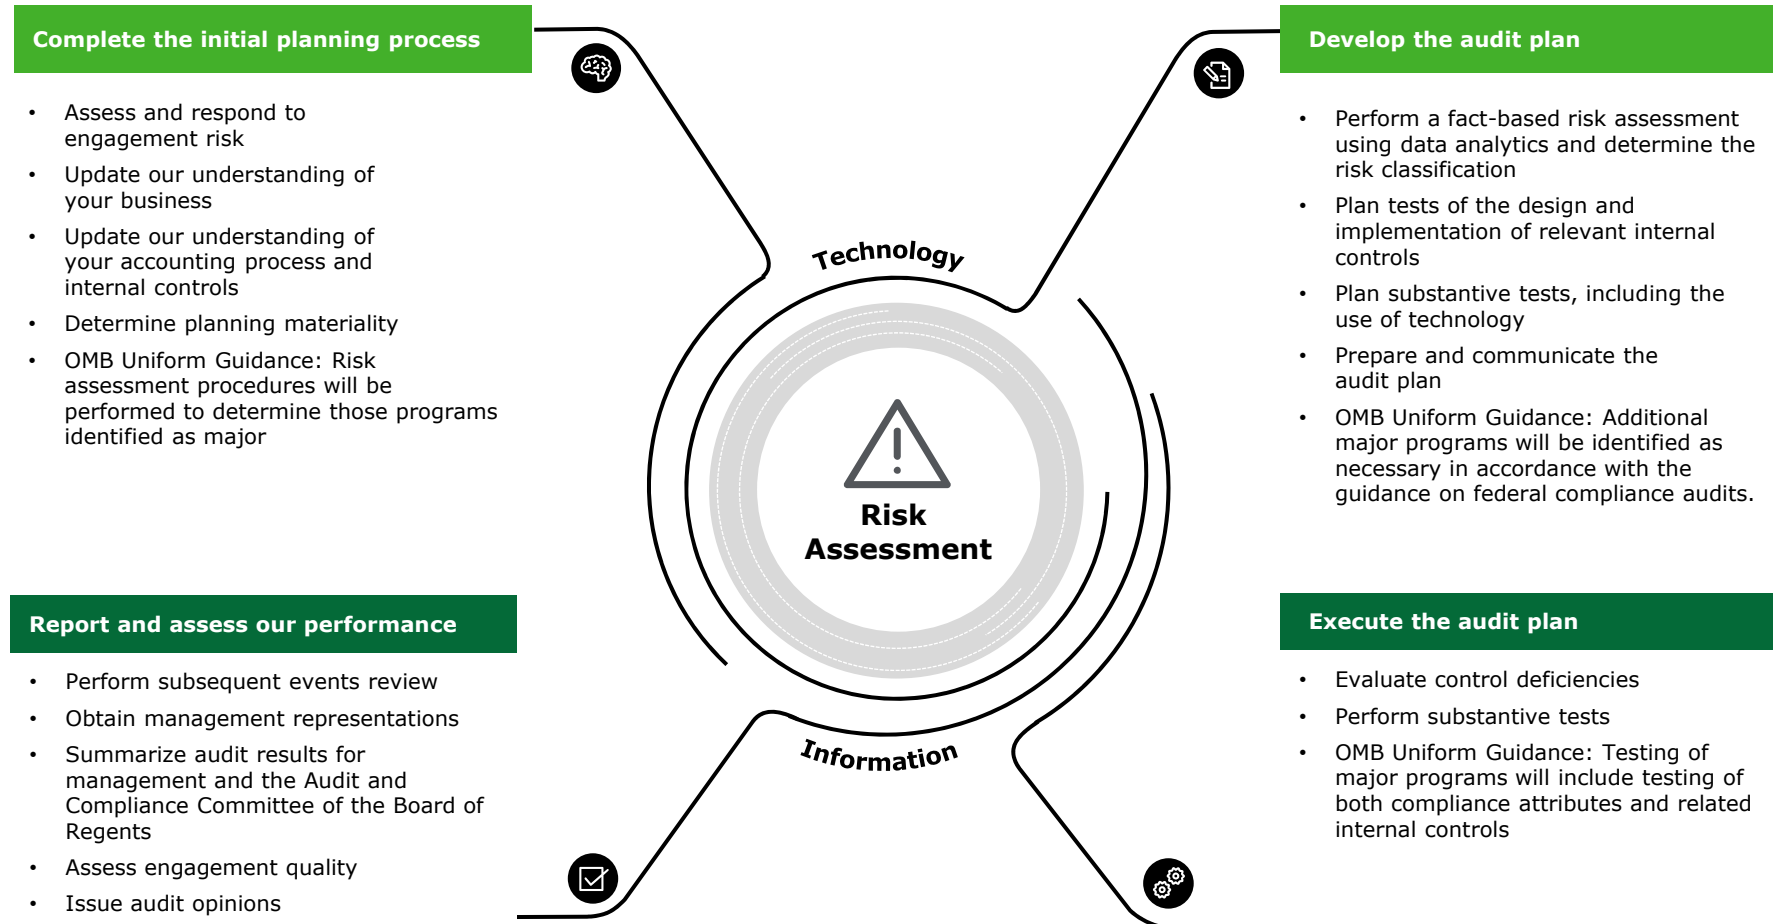 Complete the initial planning process
• Assess and respond to
engagement risk
• Update our understanding of
your business
• Update our understanding of
your accounting process and
internal controls
• Determine planning materiality
• OMB Uniform Guidance: Risk
assessment procedures will be
performed to determine those programs
identified as major
Develop the audit plan
• Perform a fact-based risk assessment
using data analytics and determine the
risk classification
• Plan tests of the design and
implementation of relevant internal
controls
• Plan substantive tests, including the
use of technology
• Prepare and communicate the
audit plan
• OMB Uniform Guidance: Additional
major programs will be identified as
necessary in accordance with the
guidance on federal compliance audits.
Technology
Risk
Assessment
Information
Report and assess our performance
• Perform subsequent events review
• Obtain management representations
• Summarize audit results for
management and the Audit and
Compliance Committee of the Board of
Regents
• Assess engagement quality
• Issue audit opinions
Execute the audit plan
• Evaluate control deficiencies
• Perform substantive tests
• OMB Uniform Guidance: Testing of
major programs will include testing of
both compliance attributes and related
internal controls